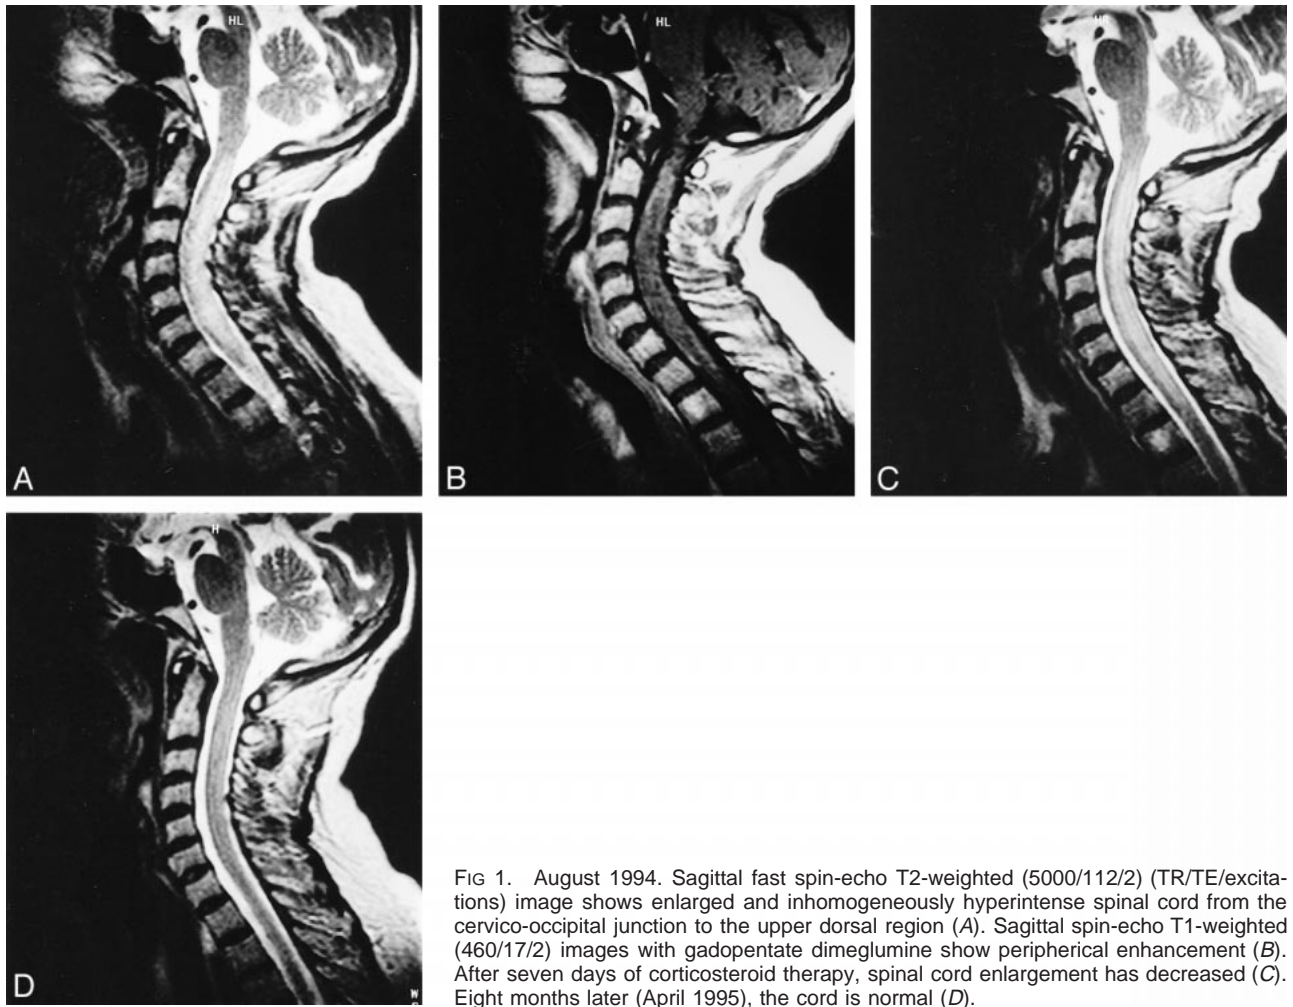 HL
A
HL
B
HR
C
H
D
W
FIG 1. August 1994. Sagittal fast spin-echo T2-weighted (5000/112/2) (TR/TE/excita-
tions) image shows enlarged and inhomogeneously hyperintense spinal cord from the
cervico-occipital junction to the upper dorsal region (A). Sagittal spin-echo T1-weighted
(460/17/2) images with gadopentate dimeglumine show peripherical enhancement (B).
After seven days of corticosteroid therapy, spinal cord enlargement has decreased (C).
Eight months later (April 1995), the cord is normal (D).